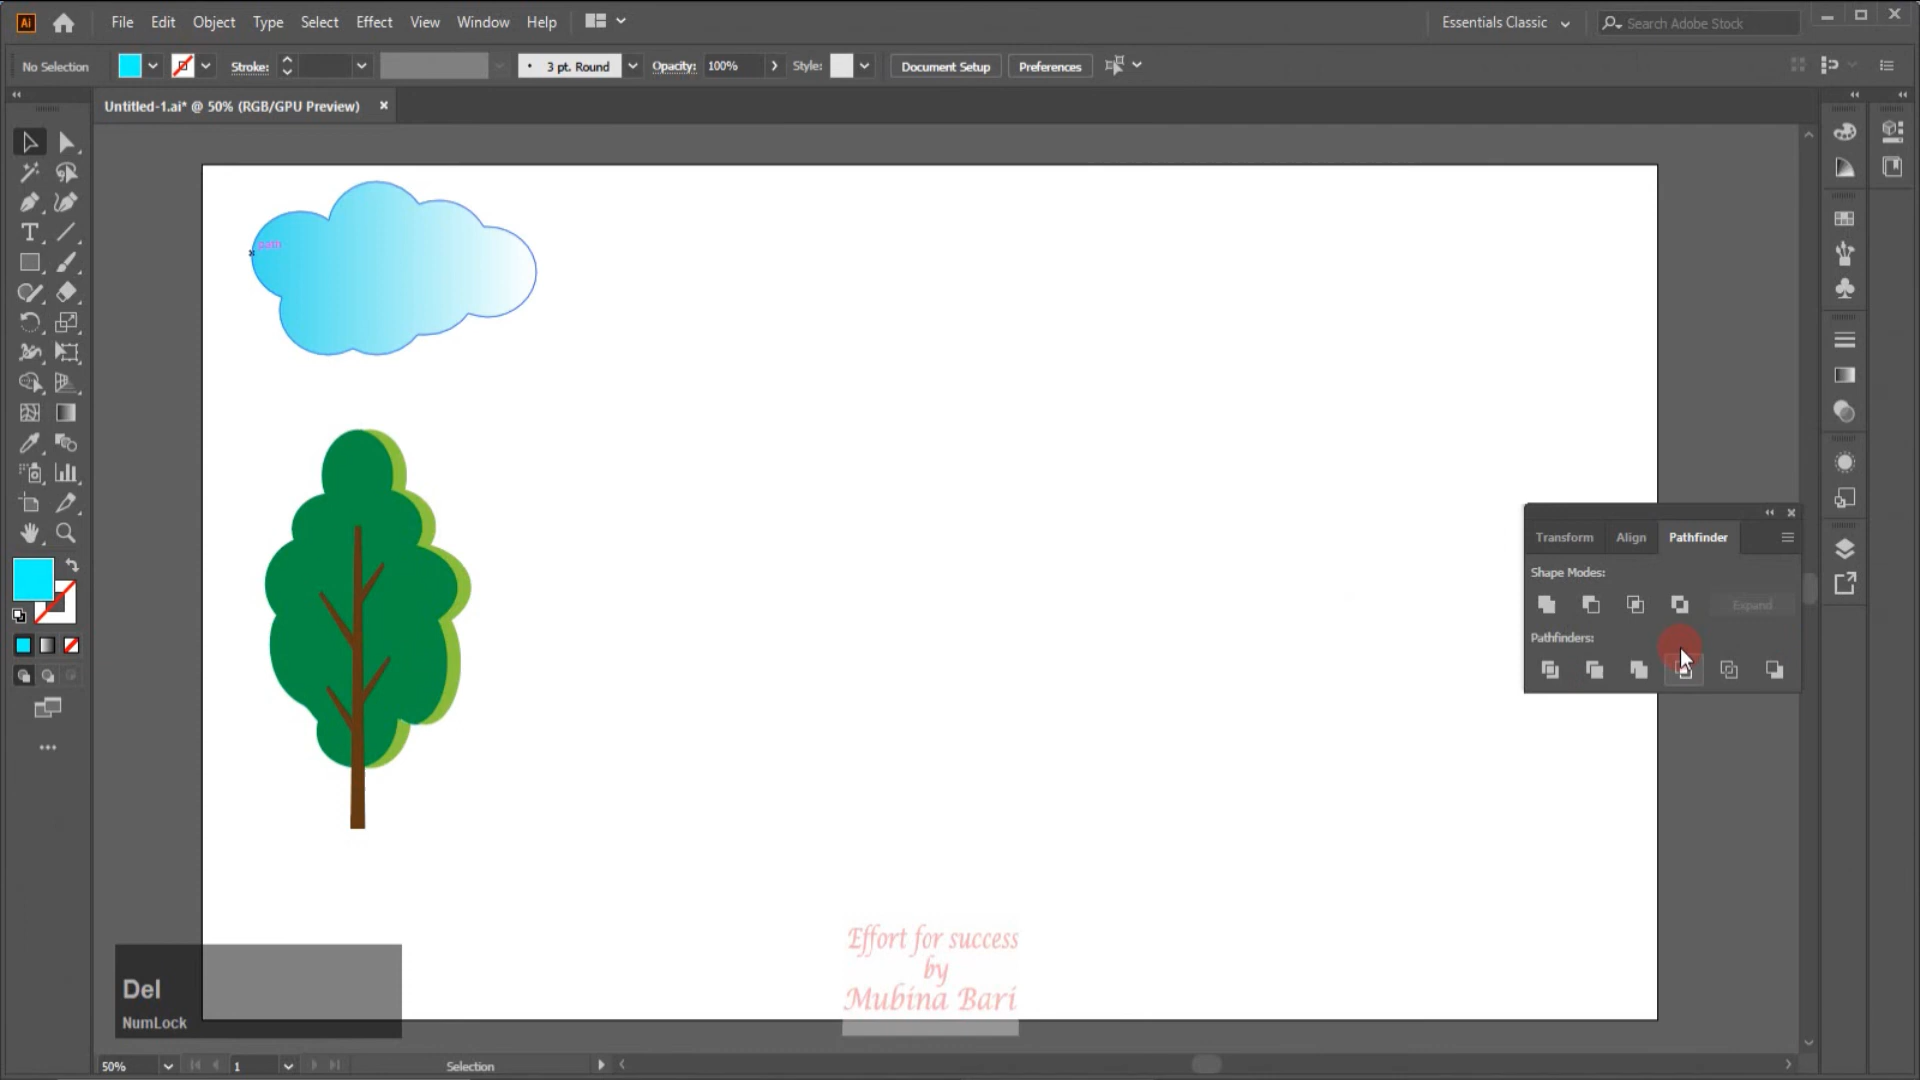 Ai File Edit Object Type Select Effect View Window Help Essentials Classic Search Adobe Stock
No Selection Stroke: 3 pt. Round Opacity: 100% Style: Document Setup Preferences
Untitled-1.ai* @ 50% (RGB/GPU Preview)
path
Transform Align Pathfinder
Shape Modes:
Expand
Pathfinders:
Effort for success
by
Mubina Bari
Del
NumLock
50% 1 Selection